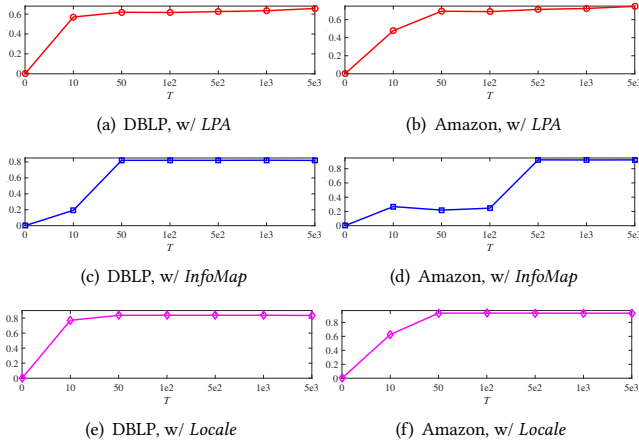 0.6
0.4
0.2
0
0 10 50 1e2 5e2 1e3 5e3
T
(a) DBLP, w/ LPA
0.6
0.4
0.2
0
0 10 50 1e2 5e2 1e3 5e3
T
(b) Amazon, w/ LPA
0.8
0.6
0.4
0.2
0
0 10 50 1e2 5e2 1e3 5e3
T
(c) DBLP, w/ InfoMap
0.8
0.6
0.4
0.2
0
0 10 50 1e2 5e2 1e3 5e3
T
(d) Amazon, w/ InfoMap
0.8
0.6
0.4
0.2
0
0 10 50 1e2 5e2 1e3 5e3
T
(e) DBLP, w/ Locale
0.8
0.6
0.4
0.2
0
0 10 50 1e2 5e2 1e3 5e3
T
(f) Amazon, w/ Locale